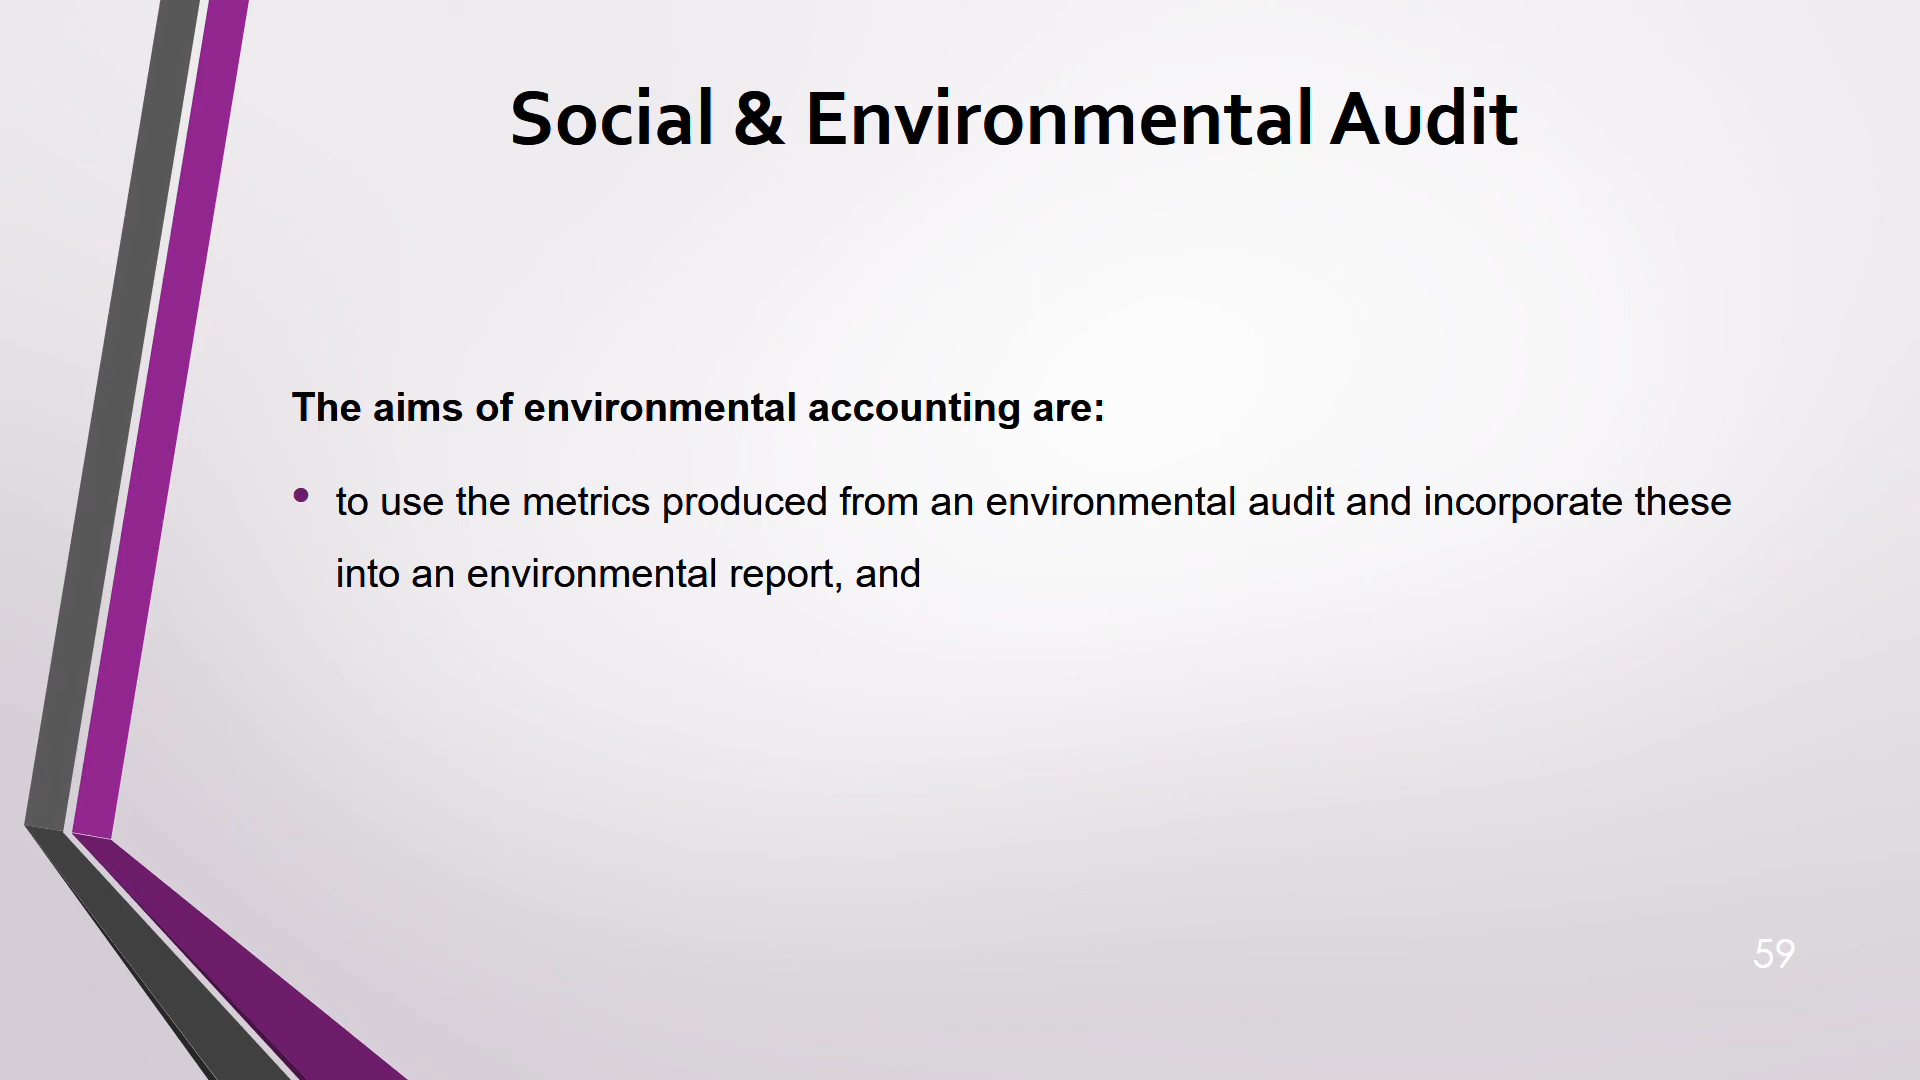 Social & Environmental Audit
The aims of environmental accounting are:
• to use the metrics produced from an environmental audit and incorporate these
into an environmental report, and
59